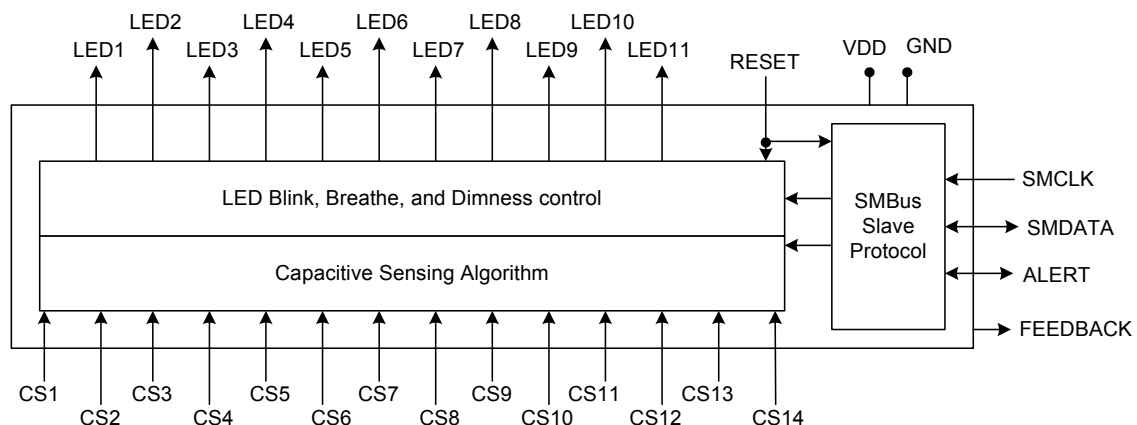 LED2 LED4 LED6 LED8 LED10
LED1 LED3 LED5 LED7 LED9 LED11
VDD GND
RESET
LED Blink, Breathe, and Dimness control
Capacitive Sensing Algorithm
SMBus
Slave
Protocol
SMCLK
SMDATA
ALERT
FEEDBACK
CS1 CS3 CS5 CS7 CS9 CS11 CS13
CS2 CS4 CS6 CS8 CS10 CS12 CS14